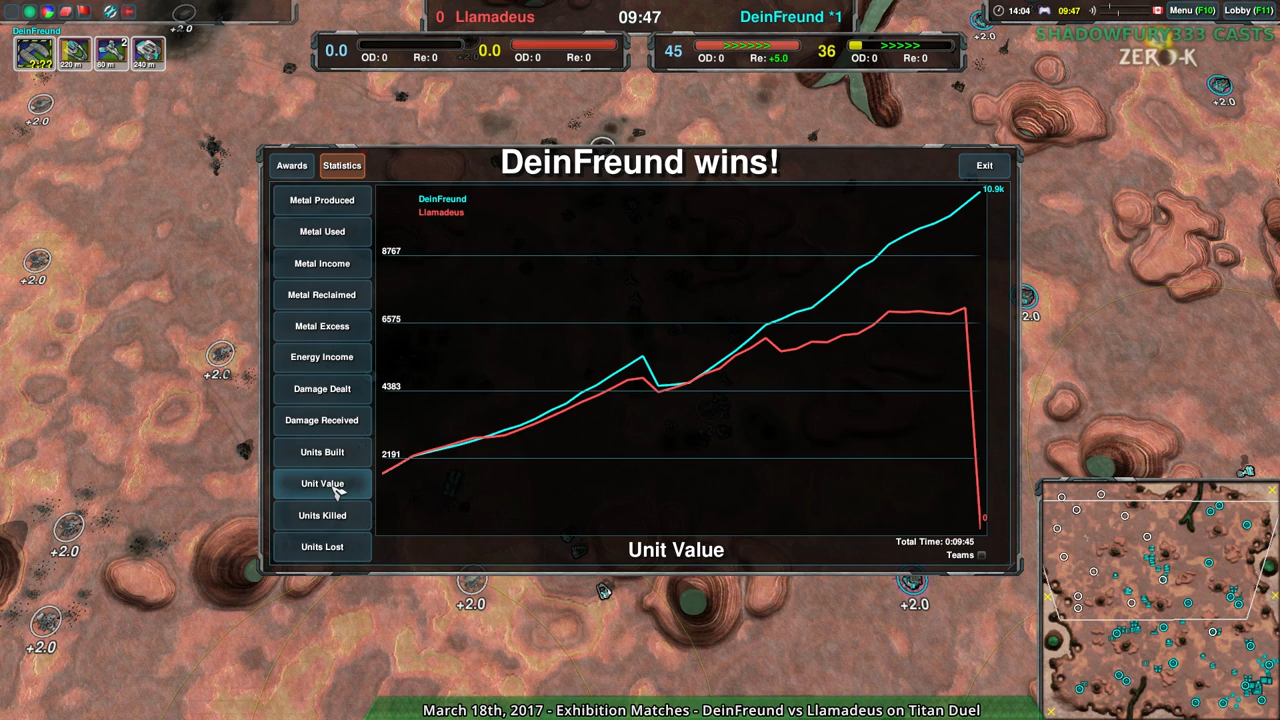 0 Llamadeus
09:47
DeinFreund *1
14:04
09:47
Menu (F10)
Lobby (F11)
DeinFreund
220 m
80 m
2
240 m
0.0
OD: 0
Re: 0
0.0
OD: 0
Re: 0
45
>>>>>>
OD: 0
Re: +5.0
36
>>>>>
OD: 0
Re: 0
SHADOWFURY333 CASTS
ZERO-K
+2.0
+2.0
+2.0
+2.0
+2.0
+2.0
+2.0
+2.0
+2.0
+2.0
Awards
Statistics
DeinFreund wins!
Exit
Metal Produced
Metal Used
Metal Income
Metal Reclaimed
Metal Excess
Energy Income
Damage Dealt
Damage Received
Units Built
Unit Value
Units Killed
Units Lost
DeinFreund
Llamadeus
10.9k
8767
6575
4383
2191
0
Unit Value
Total Time: 0:09:45
Teams
March 18th, 2017 - Exhibition Matches - DeinFreund vs Llamadeus on Titan Duel